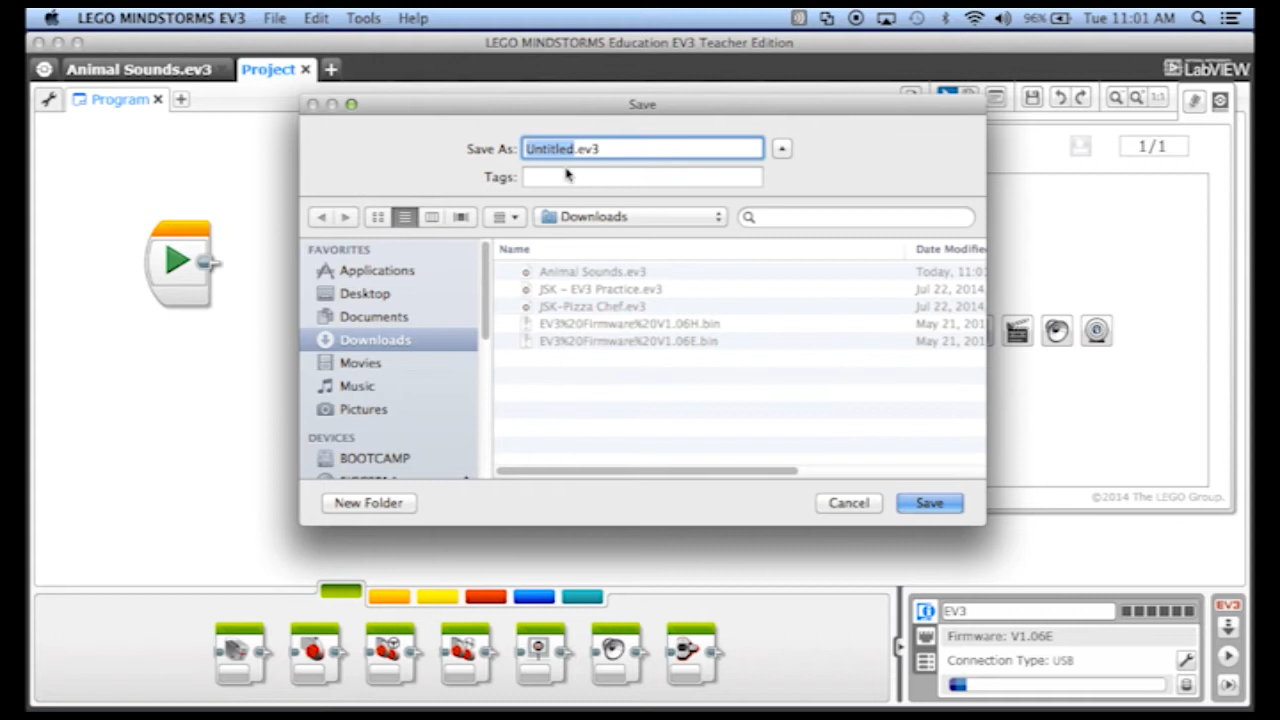 LEGO MINDSTORMS EV3 File Edit Tools Help 96% Tue 11:01 AM
LEGO MINDSTORMS Education EV3 Teacher Edition
Animal Sounds.ev3 Project LabVIEW
Program 1:1
Save
Save As: Untitled.ev3
1/1
Tags:
Downloads
FAVORITES
Name Date Modifie
Applications
Animal Sounds.ev3 Today, 11:0
Desktop
JSK - EV3 Practice.ev3 Jul 22, 2014
Documents
JSK-Pizza Chef.ev3 Jul 22, 2014
EV3%20Firmware%20V1.06H.bin May 21, 201
Downloads
EV3%20Firmware%20V1.06E.bin May 21, 201
Movies
Music
Pictures
DEVICES
BOOTCAMP
New Folder Cancel Save
©2014 The LEGO Group.
EV3 EV3
Firmware: V1.06E
Connection Type: USB